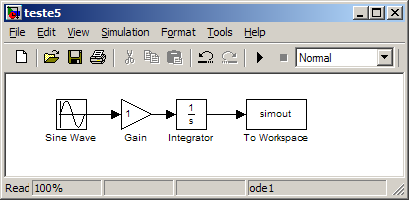 teste5
File Edit View Simulation Format Tools Help
Normal
1
1
s
simout
Sine Wave Gain Integrator To Workspace
Reac 100% ode1